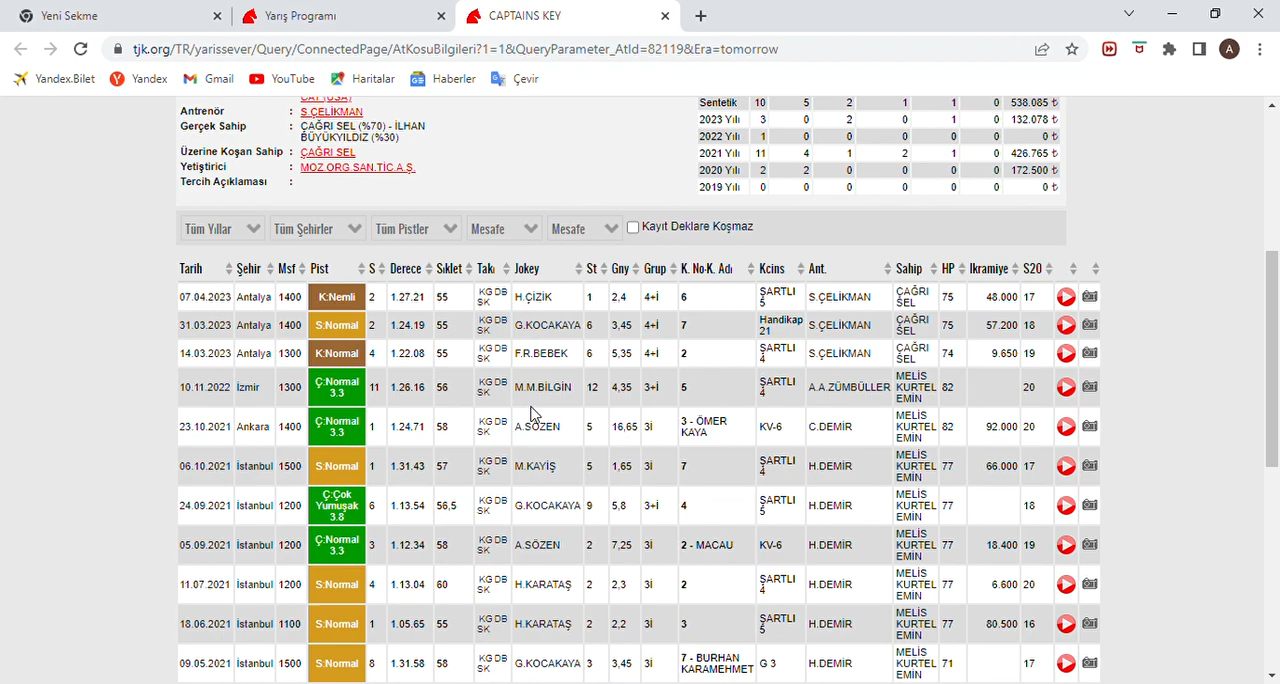 Yeni Sekme
Yarış Programı
CAPTAINS KEY
tjk.org/TR/yarissever/Query/ConnectedPage/AtKosuBilgileri?1=1&QueryParameter_AtId=82119&Era=tomorrow
A
Yandex.Bilet Yandex Gmail YouTube Haritalar Haberler Çevir
CAT (USA)
Antrenör : S.ÇELİKMAN
Gerçek Sahip : ÇAĞRI SEL (%70) - İLHAN
BÜYÜKYILDIZ (%30)
Üzerine Koşan Sahip : ÇAĞRI SEL
Yetiştirici : MOZ ORG.SAN.TİC.A.Ş.
Tercih Açıklaması :
Sentetik 10 5 2 1 1 0 538.085 ₺
2023 Yılı 3 0 2 0 1 0 132.078 ₺
2022 Yılı 1 0 0 0 0 0 0 ₺
2021 Yılı 11 4 1 2 1 0 426.765 ₺
2020 Yılı 2 2 0 0 0 0 172.500 ₺
2019 Yılı 0 0 0 0 0 0 0 ₺
Tüm Yıllar Tüm Şehirler Tüm Pistler Mesafe Mesafe Kayıt Deklare Koşmaz
Tarih Şehir Msf Pist S Derece Sıklet Takı Jokey St Gny Grup K. No-K. Adı Kcins Ant. Sahip HP Ikramiye S20
07.04.2023 Antalya 1400 K:Nemli 2 1.27.21 55 KG DB SK H.ÇİZİK 1 2,4 4+İ 6 ŞARTLI 5 S.ÇELİKMAN ÇAĞRI SEL 75 48.000 17
31.03.2023 Antalya 1400 S:Normal 2 1.24.19 55 KG DB SK G.KOCAKAYA 6 3,45 4+İ 7 Handikap 21 S.ÇELİKMAN ÇAĞRI SEL 75 57.200 18
14.03.2023 Antalya 1300 K:Normal 4 1.22.08 55 KG DB SK F.R.BEBEK 6 5,35 4+İ 2 ŞARTLI 4 S.ÇELİKMAN ÇAĞRI SEL 74 9.650 19
10.11.2022 İzmir 1300 Ç:Normal 3.3 11 1.26.16 56 KG DB SK M.M.BİLGİN 12 4,35 3+İ 5 ŞARTLI 4 A.A.ZÜMBÜLLER MELİS KURTEL EMİN 82 20
23.10.2021 Ankara 1400 Ç:Normal 3.3 1 1.24.71 58 KG DB SK A.SÖZEN 5 16,65 3İ 3 - ÖMER KAYA KV-6 C.DEMİR MELİS KURTEL EMİN 82 92.000 20
06.10.2021 İstanbul 1500 S:Normal 1 1.31.43 57 KG DB SK M.KAYİŞ 5 1,65 3İ 7 ŞARTLI 4 H.DEMİR MELİS KURTEL EMİN 77 66.000 17
24.09.2021 İstanbul 1200 Ç:Çok Yumuşak 3.8 6 1.13.54 56,5 KG DB SK G.KOCAKAYA 9 5,8 3+İ 4 ŞARTLI 5 H.DEMİR MELİS KURTEL EMİN 77 18
05.09.2021 İstanbul 1200 Ç:Normal 3.3 3 1.12.34 58 KG DB SK A.SÖZEN 2 7,25 3İ 2 - MACAU KV-6 H.DEMİR MELİS KURTEL EMİN 77 18.400 19
11.07.2021 İstanbul 1200 S:Normal 4 1.13.04 60 KG DB SK H.KARATAŞ 2 2,3 3İ 2 ŞARTLI 4 H.DEMİR MELİS KURTEL EMİN 77 6.600 20
18.06.2021 İstanbul 1100 S:Normal 1 1.05.65 55 KG DB SK H.KARATAŞ 2 2,2 3İ 3 ŞARTLI 5 H.DEMİR MELİS KURTEL EMİN 77 80.500 16
09.05.2021 İstanbul 1500 S:Normal 8 1.31.58 58 KG DB SK G.KOCAKAYA 3 3,45 3İ 7 - BURHAN KARAMEHMET G 3 H.DEMİR MELİS KURTEL EMİN 71 17